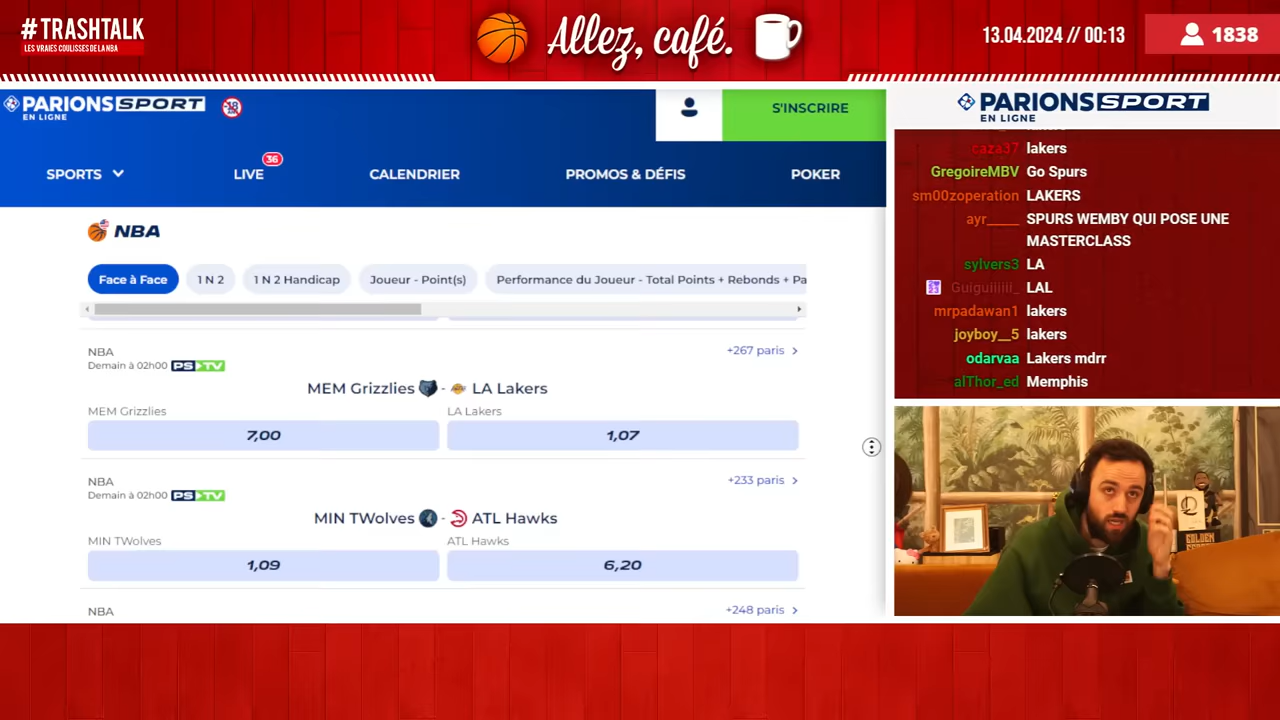 #TRASHTALK
LES VRAIES COULISSES DE LA NBA
Allez, café.
13.04.2024 // 00:13
1838
PARIONS SPORT
EN LIGNE
-18
S'INSCRIRE
SPORTS
LIVE
36
CALENDRIER
PROMOS & DÉFIS
POKER
NBA
Face à Face
1 N 2
1 N 2 Handicap
Joueur - Point(s)
Performance du Joueur - Total Points + Rebonds + Pa
NBA
+267 paris
Demain à 02h00 PS TV
MEM Grizzlies - LA Lakers
MEM Grizzlies
LA Lakers
7,00
1,07
NBA
+233 paris
Demain à 02h00 PS TV
MIN TWolves - ATL Hawks
MIN TWolves
ATL Hawks
1,09
6,20
NBA
+248 paris
PARIONS SPORT
EN LIGNE
caza37 lakers
GregoireMBV Go Spurs
sm00zoperation LAKERS
ayr_____ SPURS WEMBY QUI POSE UNE
MASTERCLASS
sylvers3 LA
Guiguiiiiii_ LAL
mrpadawan1 lakers
joyboy__5 lakers
odarvaa Lakers mdrr
alThor_ed Memphis
GOLDEN